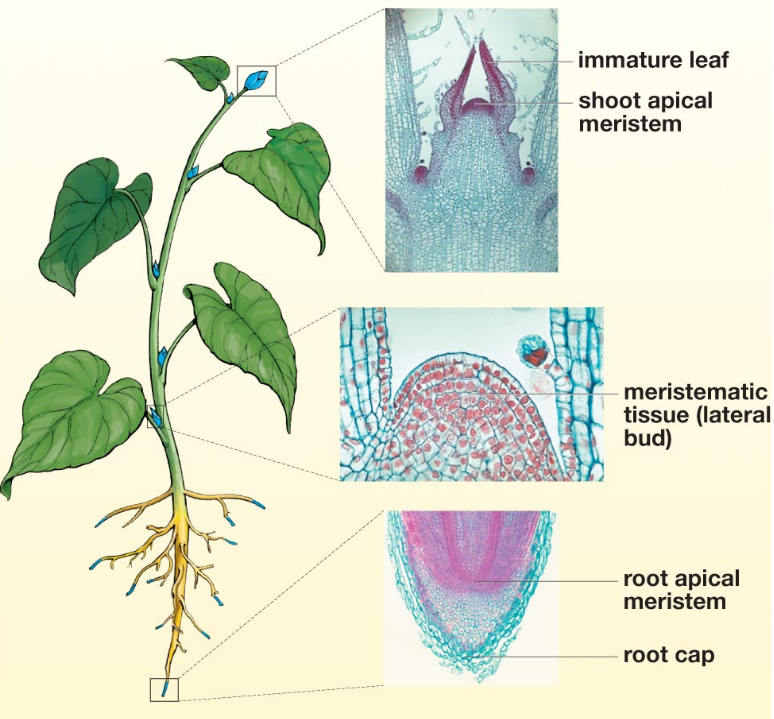 immature leaf
shoot apical
meristem
meristematic
tissue (lateral
bud)
root apical
meristem
root cap